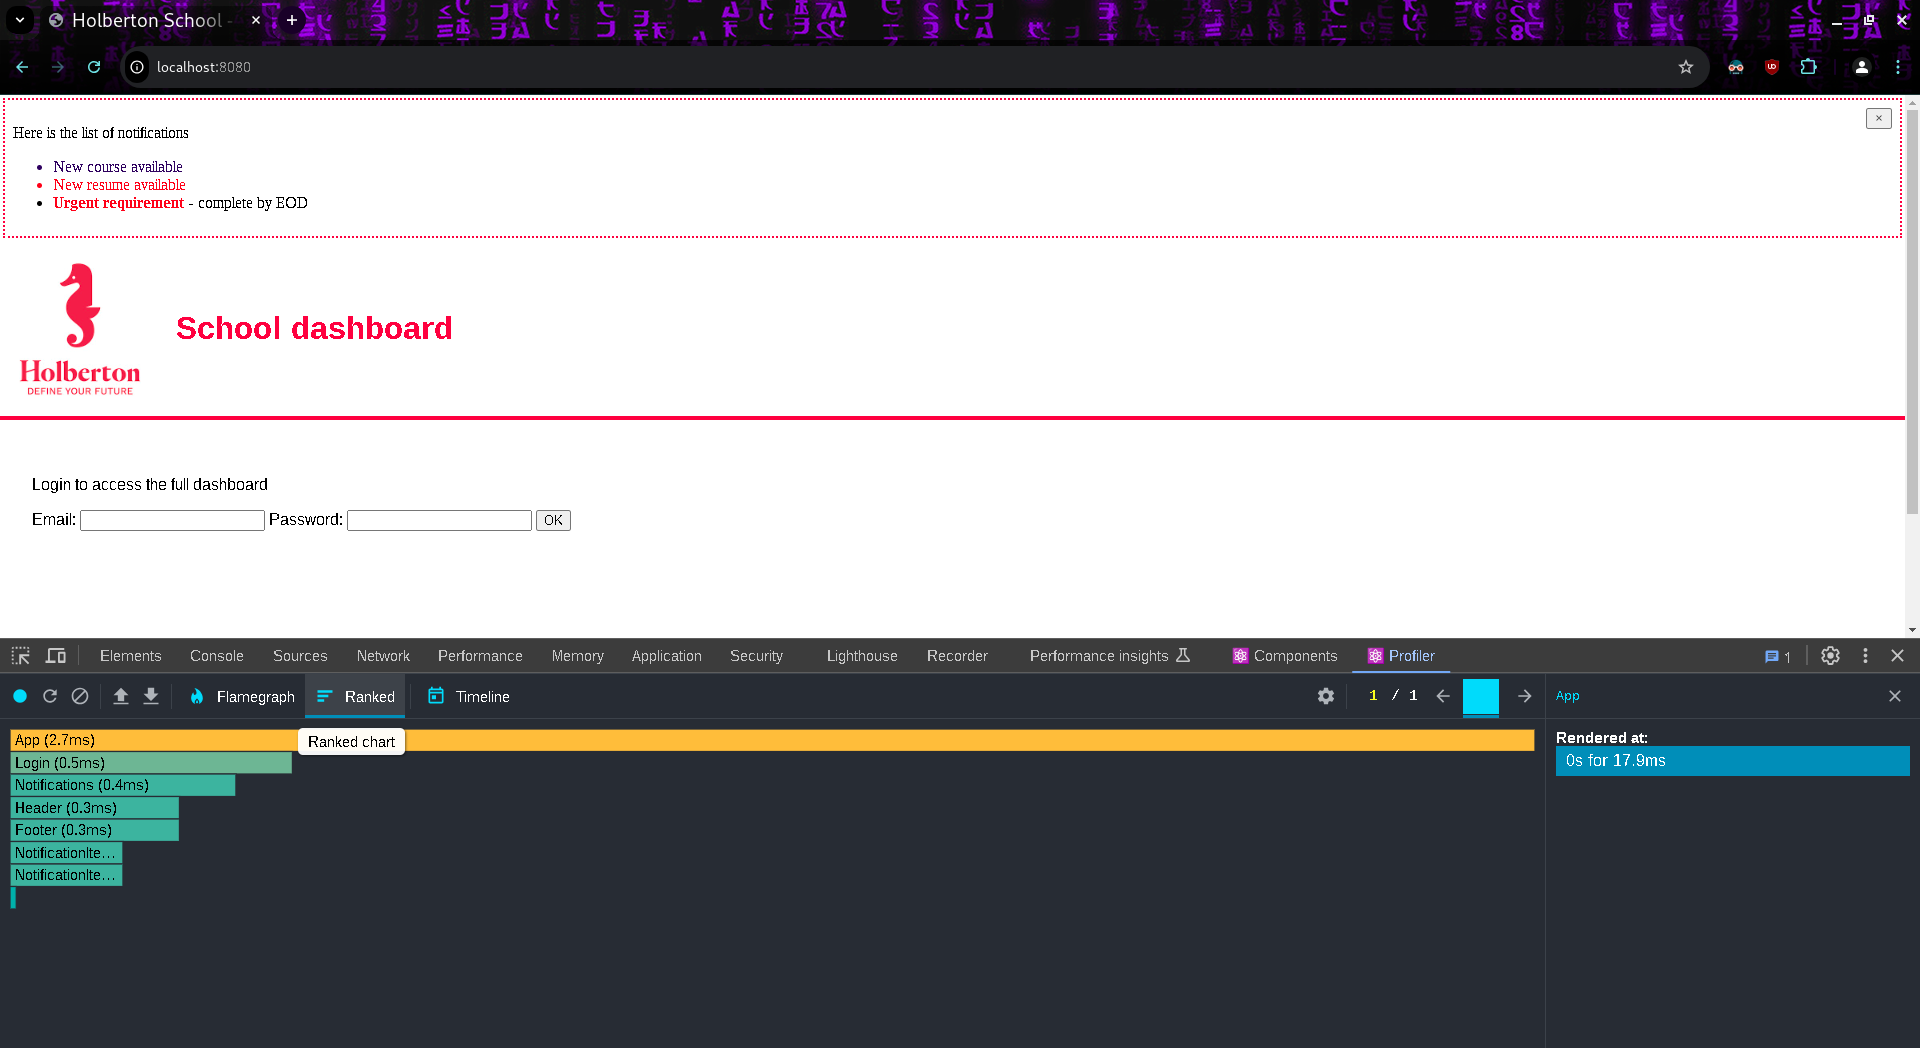 Holberton School -
localhost:8080
Here is the list of notifications
New course available
New resume available
Urgent requirement - complete by EOD
×
Holberton
DEFINE YOUR FUTURE
School dashboard
Login to access the full dashboard
Email: Password: OK
Elements Console Sources Network Performance Memory Application Security Lighthouse Recorder Performance insights Components Profiler 1
Flamegraph Ranked Timeline 1 / 1 App
Ranked chart
App (2.7ms)
Login (0.5ms)
Notifications (0.4ms)
Header (0.3ms)
Footer (0.3ms)
NotificationIte…
NotificationIte…
Rendered at:
0s for 17.9ms